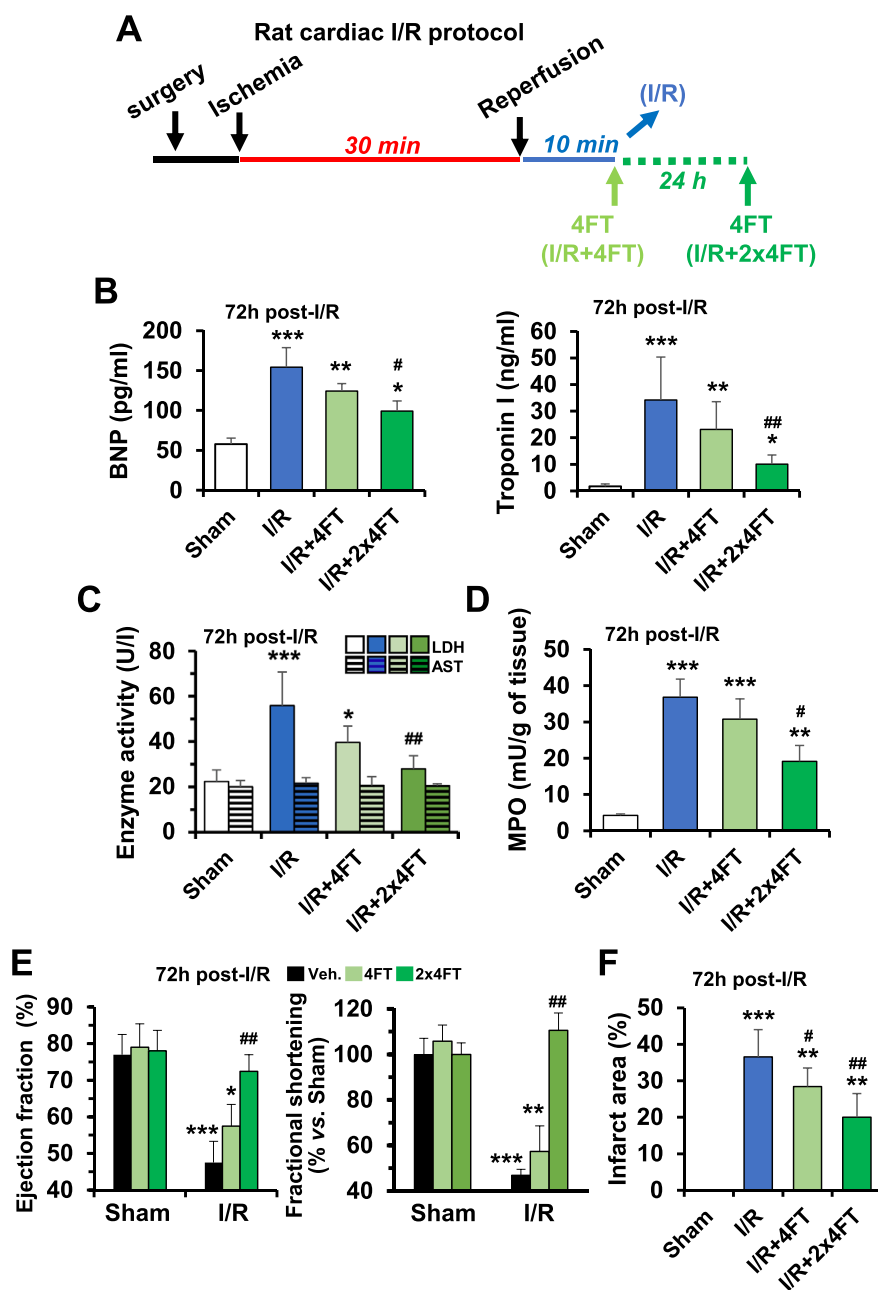 A
Rat cardiac I/R protocol
surgery
Ischemia
Reperfusion
(I/R)
30 min
10 min
24 h
4FT
(I/R+4FT)
4FT
(I/R+2x4FT)
B
72h post-I/R
BNP (pg/ml)
200
150
100
50
0
***
**
#
*
Sham
I/R
I/R+4FT
I/R+2x4FT
72h post-I/R
Troponin I (ng/ml)
60
50
40
30
20
10
0
***
**
##
*
Sham
I/R
I/R+4FT
I/R+2x4FT
C
72h post-I/R
LDH
AST
Enzyme activity (U/l)
80
60
40
20
0
***
*
##
Sham
I/R
I/R+4FT
I/R+2x4FT
D
72h post-I/R
MPO (mU/g of tissue)
50
40
30
20
10
0
***
***
#
**
Sham
I/R
I/R+4FT
I/R+2x4FT
E
72h post-I/R
Veh.
4FT
2x4FT
Ejection fraction (%)
90
80
70
60
50
40
***
*
##
Sham
I/R
Fractional shortening
(% vs. Sham)
120
100
80
60
40
***
**
##
Sham
I/R
F
72h post-I/R
Infarct area (%)
50
40
30
20
10
0
***
#
**
##
**
Sham
I/R
I/R+4FT
I/R+2x4FT